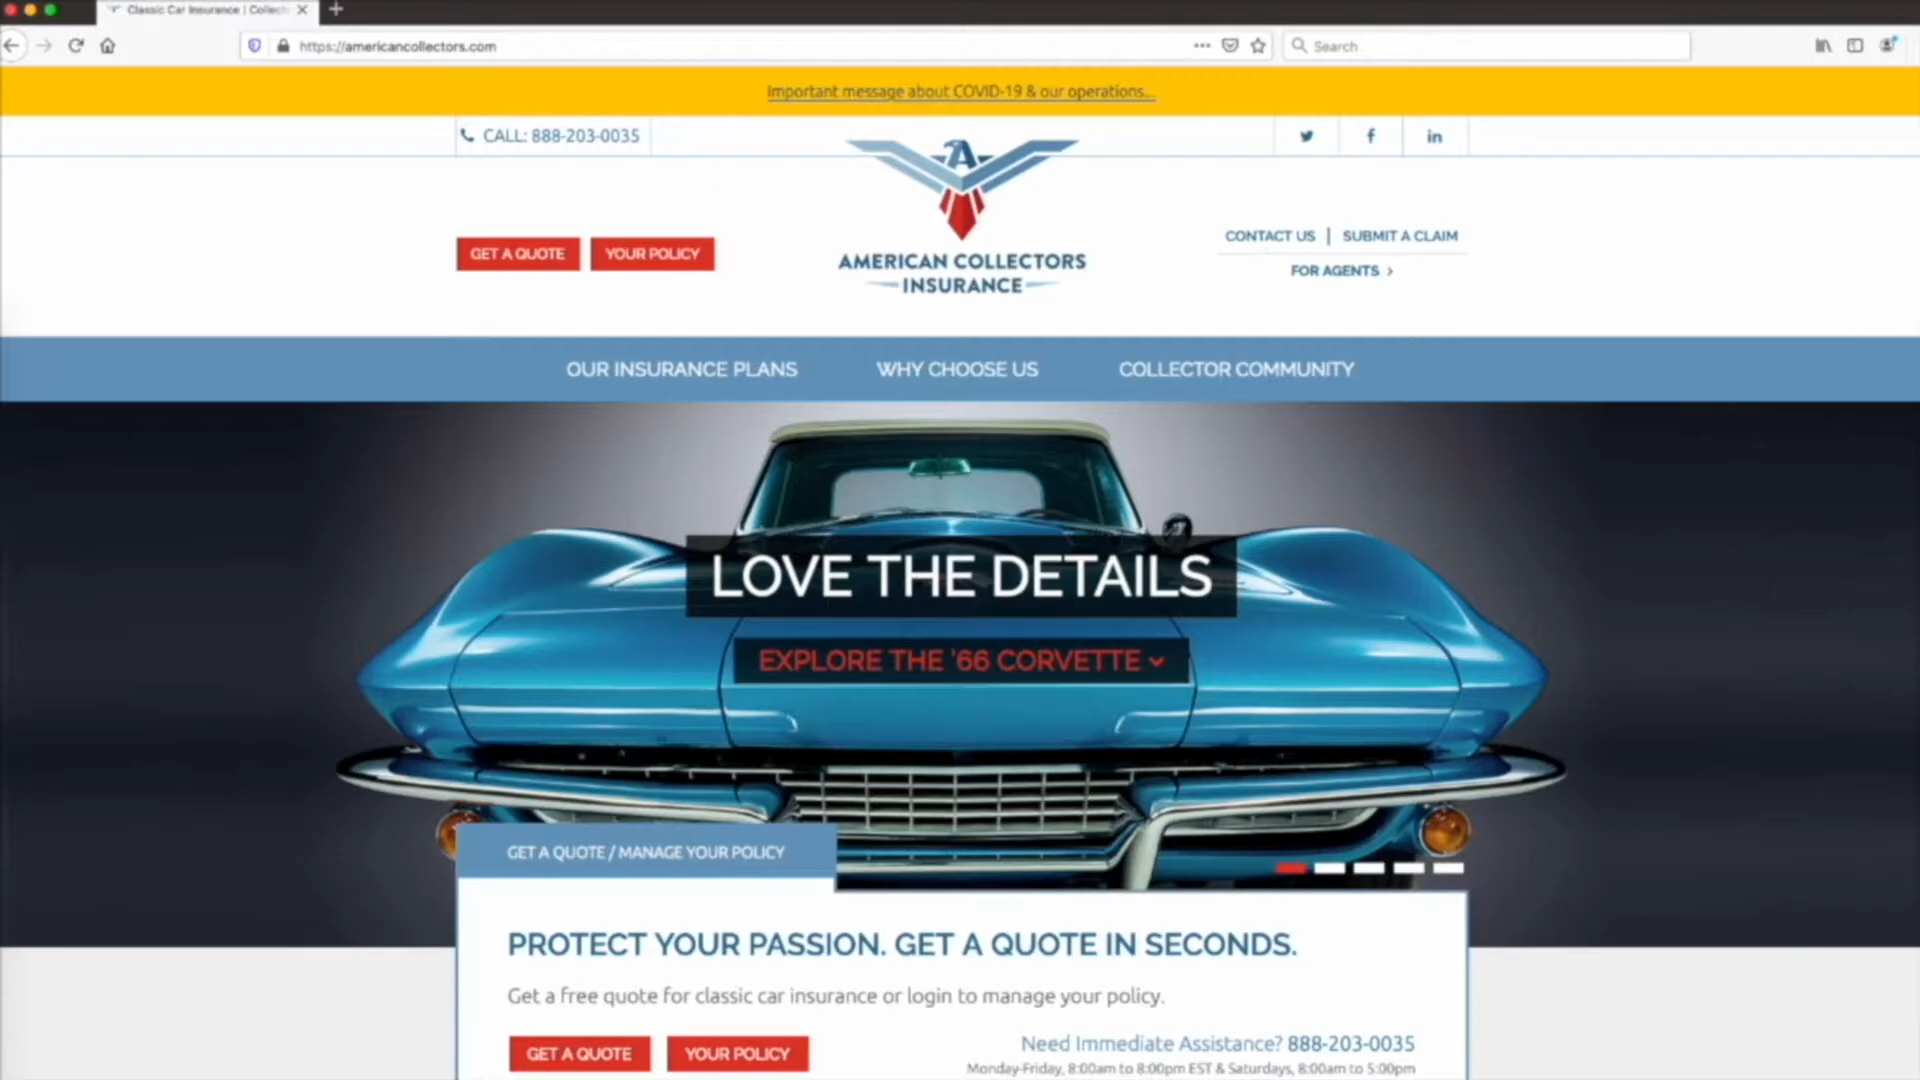 Classic Car Insurance | Collect
https://americancollectors.com
Search
Important message about COVID-19 & our operations...
CALL: 888-203-0035
A
GET A QUOTE
YOUR POLICY
AMERICAN COLLECTORS
INSURANCE
CONTACT US | SUBMIT A CLAIM
FOR AGENTS >
OUR INSURANCE PLANS
WHY CHOOSE US
COLLECTOR COMMUNITY
LOVE THE DETAILS
EXPLORE THE '66 CORVETTE
GET A QUOTE / MANAGE YOUR POLICY
PROTECT YOUR PASSION. GET A QUOTE IN SECONDS.
Get a free quote for classic car insurance or login to manage your policy.
GET A QUOTE
YOUR POLICY
Need Immediate Assistance? 888-203-0035
Monday-Friday, 8:00am to 8:00pm EST & Saturdays, 8:00am to 5:00pm